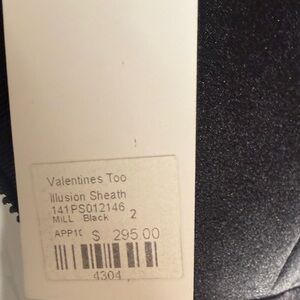 Valentines Too
Illusion Sheath
141PS012146
MILL Black 2
APP10 $ 295.00
4304